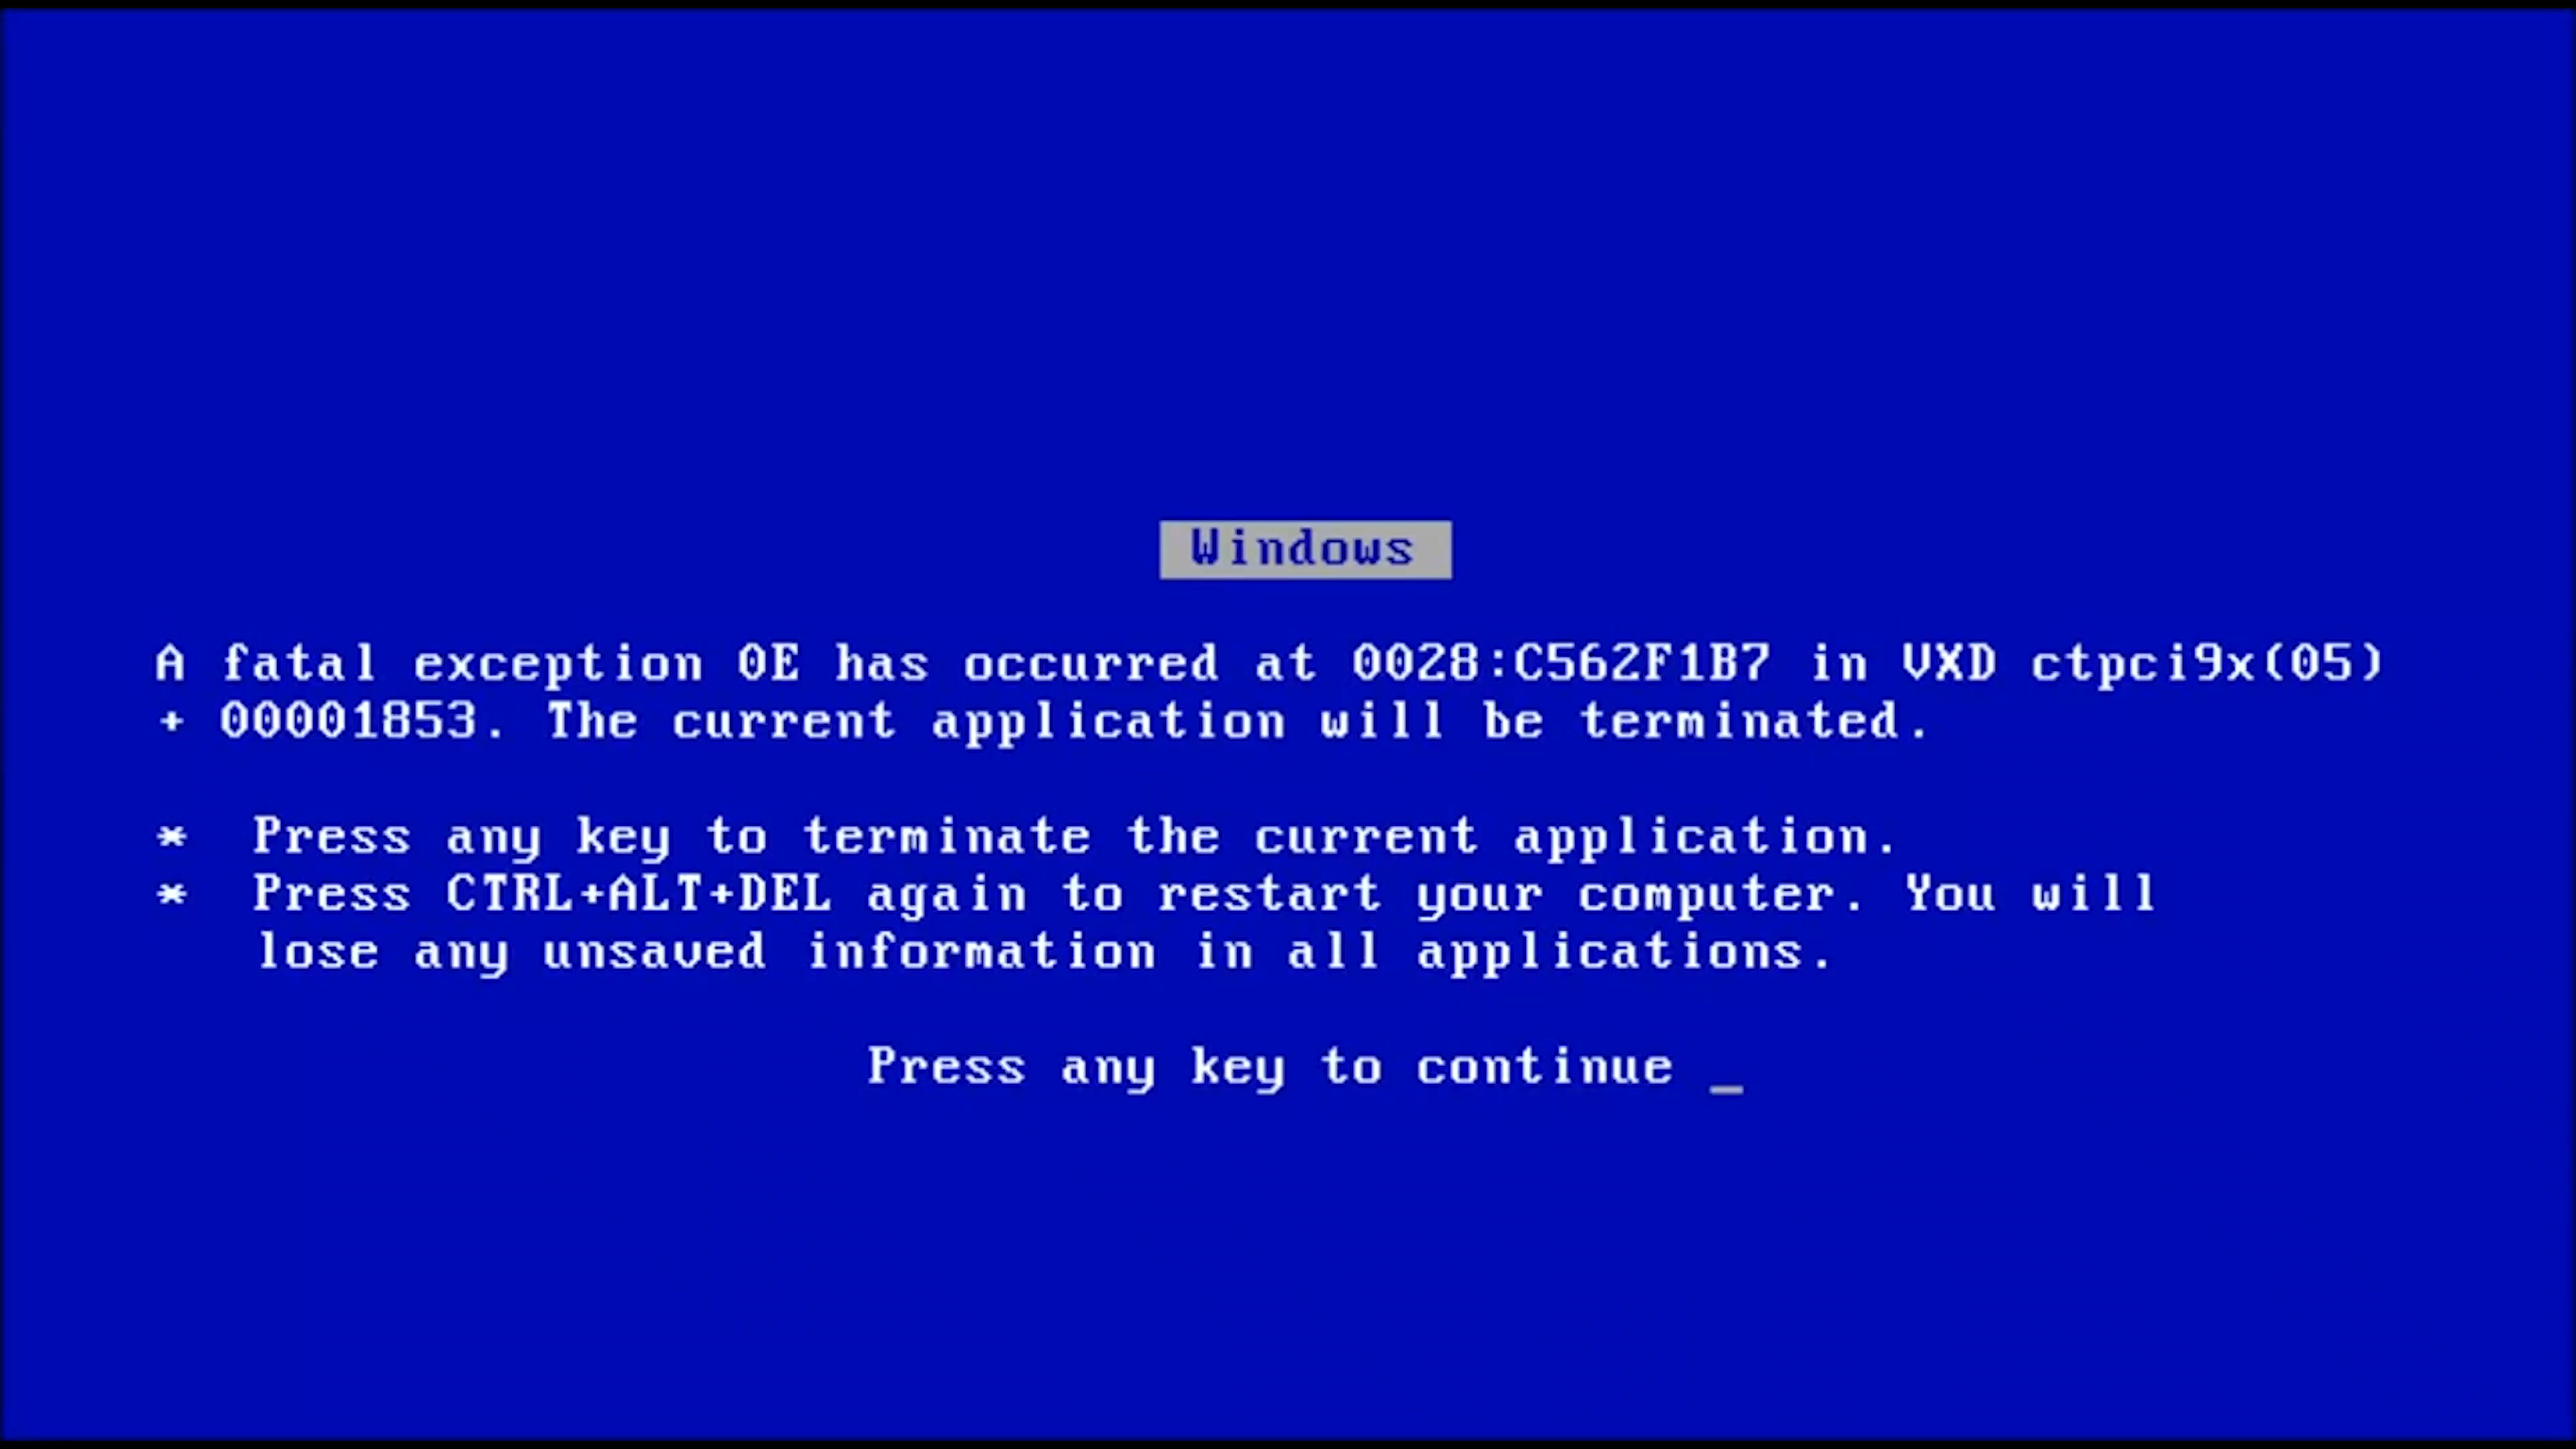 Windows
A fatal exception 0E has occurred at 0028:C562F1B7 in VXD ctpci9x(05)
+ 00001853. The current application will be terminated.
* Press any key to terminate the current application.
* Press CTRL+ALT+DEL again to restart your computer. You will
lose any unsaved information in all applications.
Press any key to continue _